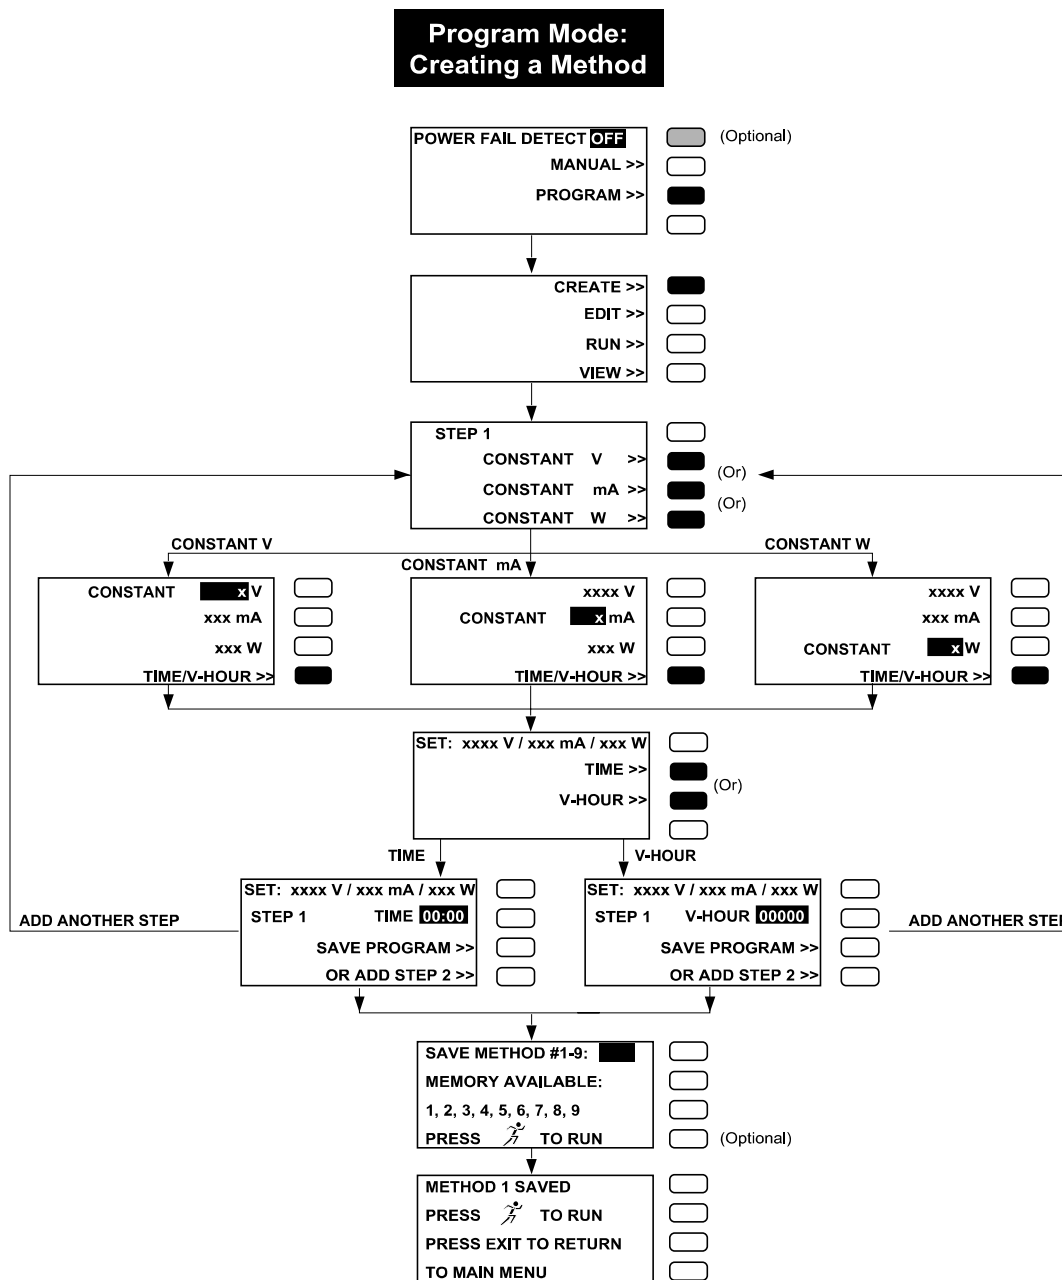 Program Mode:
Creating a Method
POWER FAIL DETECT OFF
(Optional)
MANUAL >>
PROGRAM >>
CREATE >>
EDIT >>
RUN >>
VIEW >>
STEP 1
CONSTANT V >>
(Or)
CONSTANT mA >>
(Or)
CONSTANT W >>
CONSTANT V
CONSTANT mA
CONSTANT W
CONSTANT x V
xxx mA
xxx W
TIME/V-HOUR >>
xxxx V
CONSTANT x mA
xxx W
TIME/V-HOUR >>
xxxx V
xxx mA
CONSTANT x W
TIME/V-HOUR >>
SET: xxxx V / xxx mA / xxx W
TIME >>
(Or)
V-HOUR >>
TIME
V-HOUR
SET: xxxx V / xxx mA / xxx W
STEP 1 TIME 00:00
SAVE PROGRAM >>
OR ADD STEP 2 >>
SET: xxxx V / xxx mA / xxx W
STEP 1 V-HOUR 00000
SAVE PROGRAM >>
OR ADD STEP 2 >>
ADD ANOTHER STEP
ADD ANOTHER STEP
SAVE METHOD #1-9:
MEMORY AVAILABLE:
1, 2, 3, 4, 5, 6, 7, 8, 9
PRESS TO RUN
(Optional)
METHOD 1 SAVED
PRESS TO RUN
PRESS EXIT TO RETURN
TO MAIN MENU